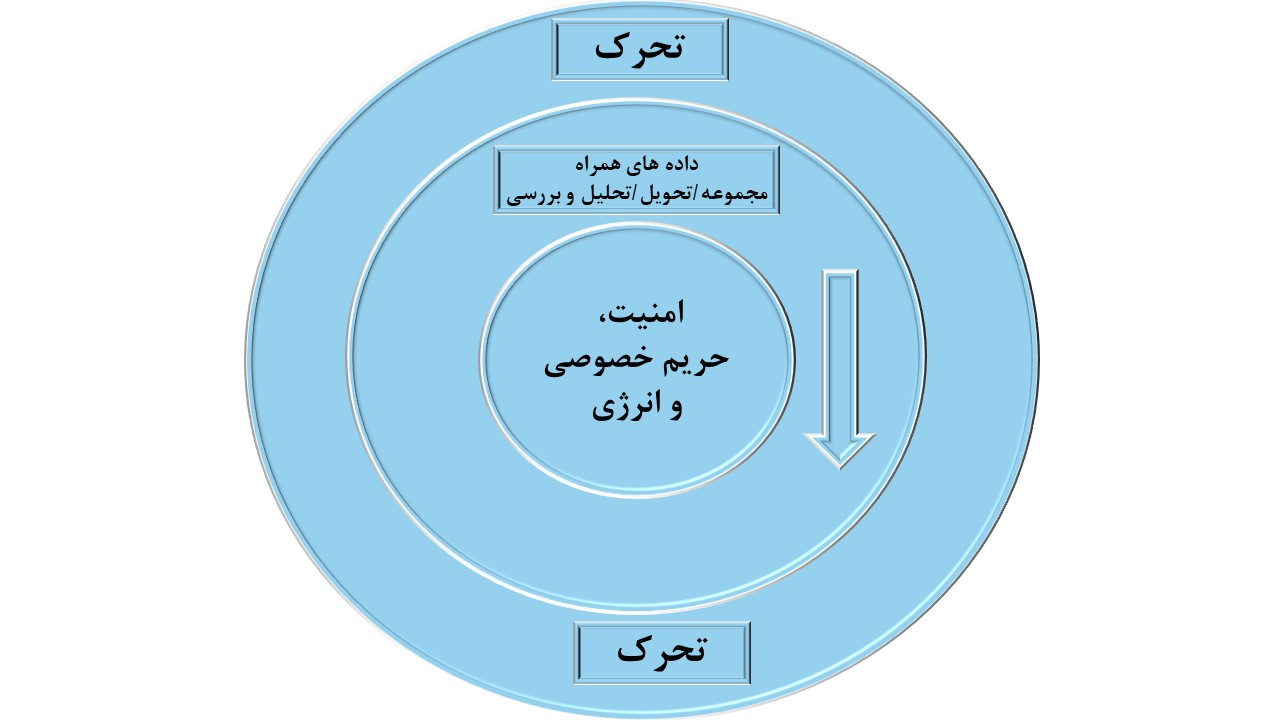 تحرک
داده های همراه
مجموعه/تحویل/تحلیل و بررسی
امنیت،
حریم خصوصی
و انرژی
تحرک